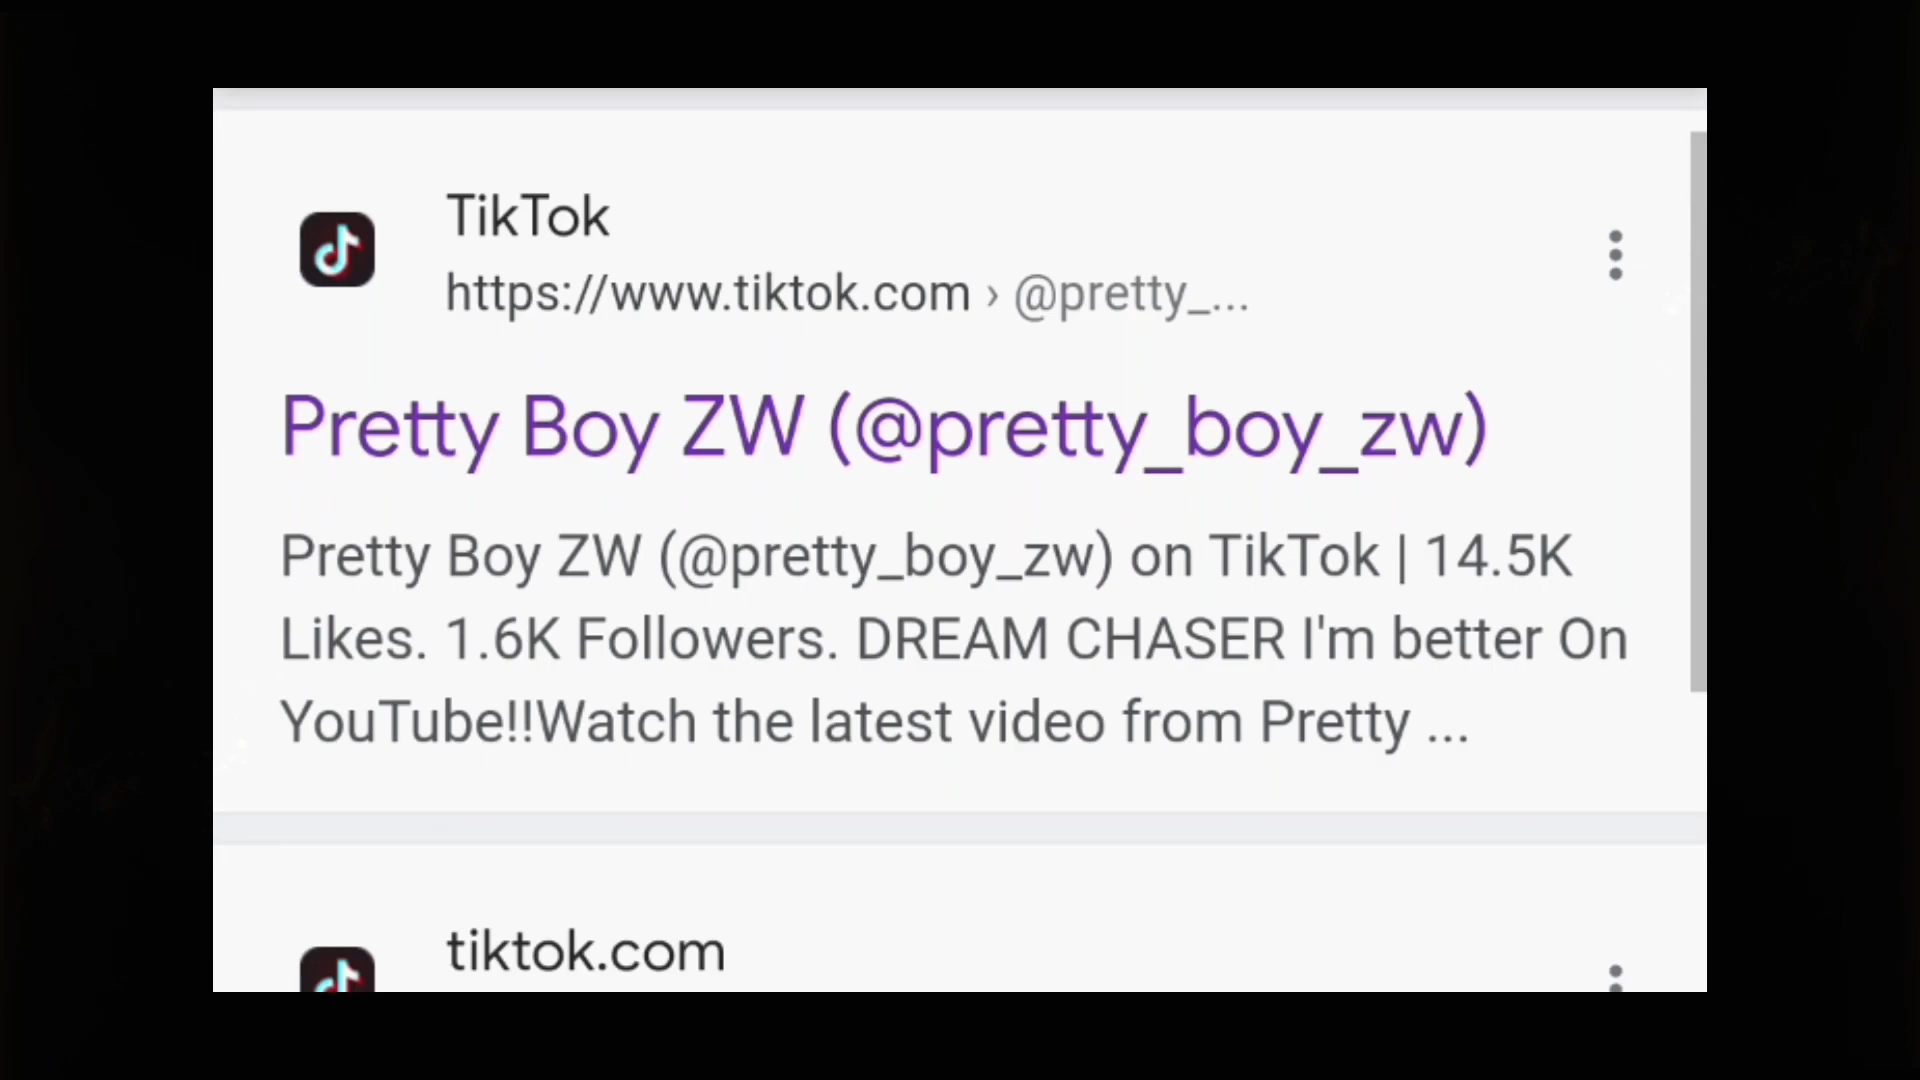 TikTok
https://www.tiktok.com › @pretty_...
Pretty Boy ZW (@pretty_boy_zw)
Pretty Boy ZW (@pretty_boy_zw) on TikTok | 14.5K
Likes. 1.6K Followers. DREAM CHASER I'm better On
YouTube!!Watch the latest video from Pretty ...
tiktok.com